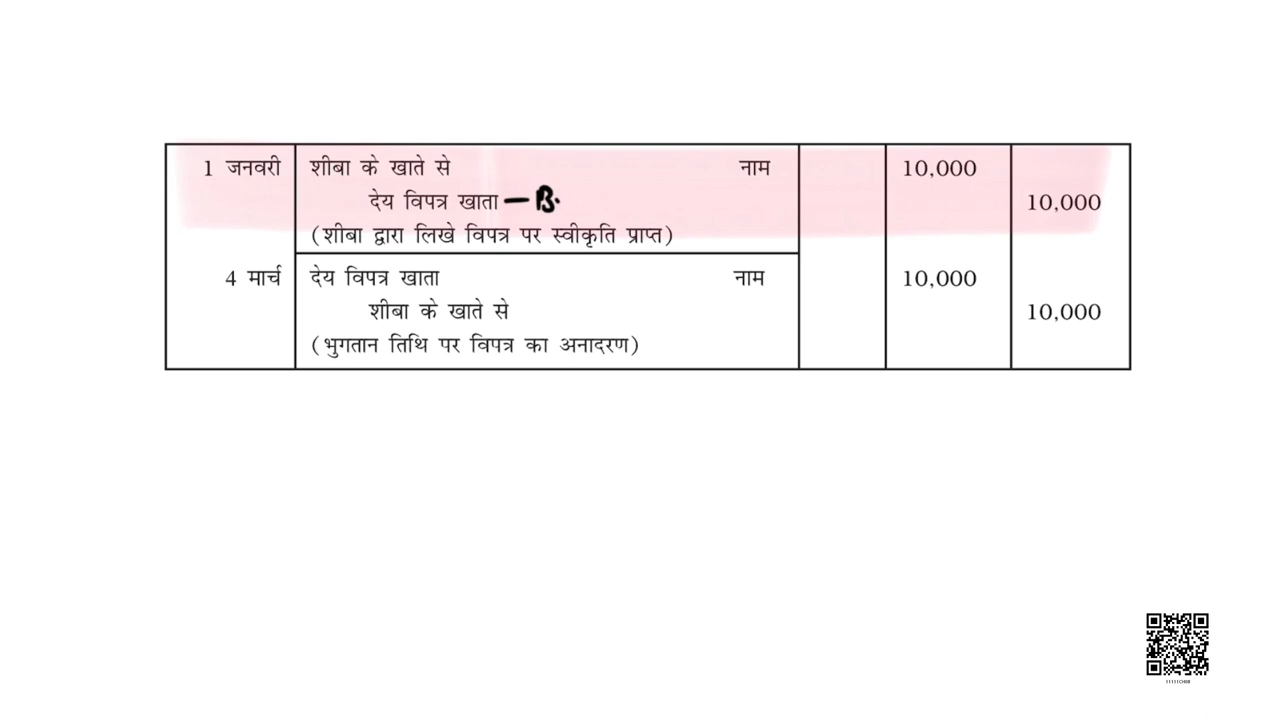 1 जनवरी शीबा के खाते से नाम 10,000
देय विपत्र खाता – B. 10,000
(शीबा द्वारा लिखे विपत्र पर स्वीकृति प्राप्त)
4 मार्च देय विपत्र खाता नाम 10,000
शीबा के खाते से 10,000
(भुगतान तिथि पर विपत्र का अनादरण)